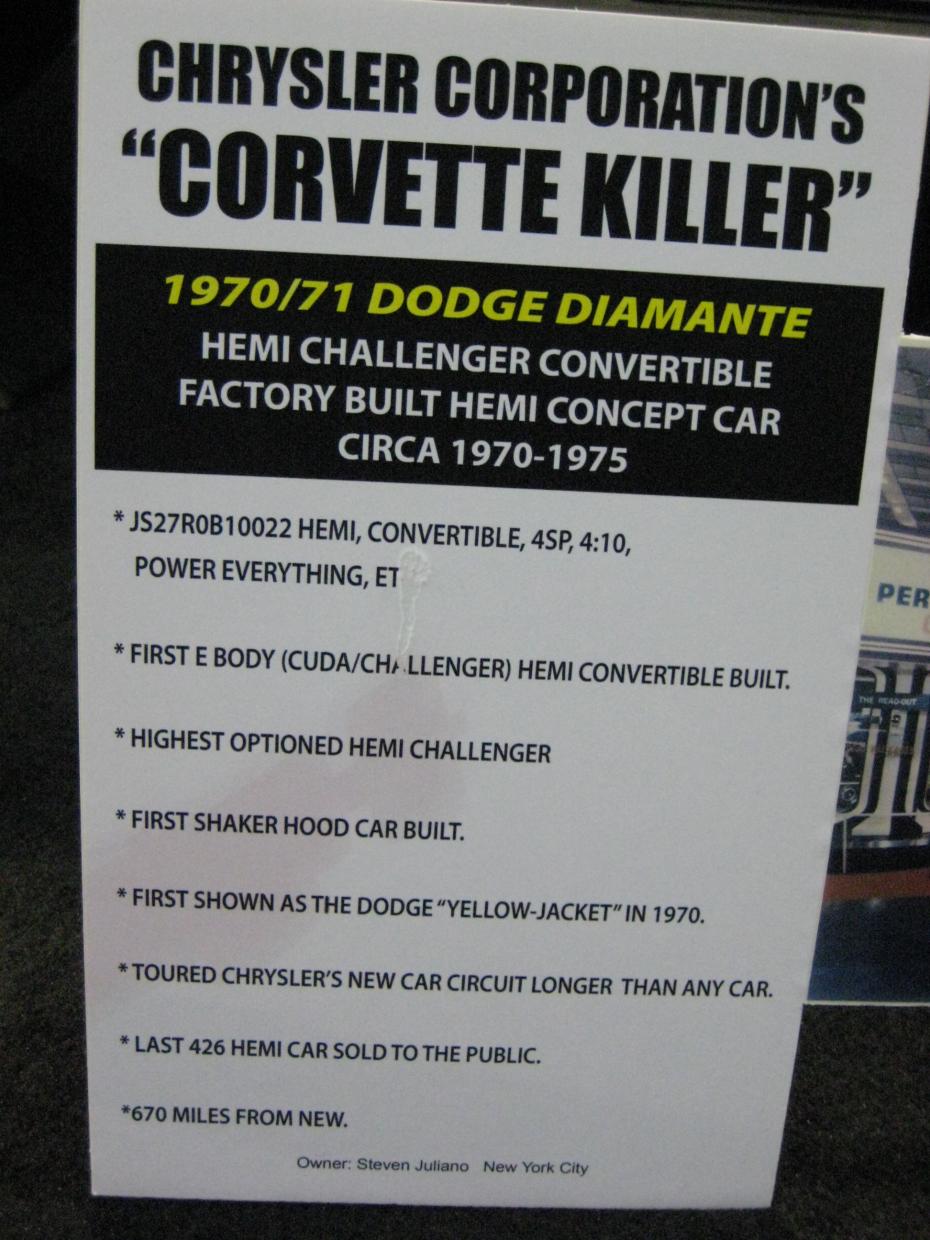 CHRYSLER CORPORATION'S
“CORVETTE KILLER”
1970/71 DODGE DIAMANTE
HEMI CHALLENGER CONVERTIBLE
FACTORY BUILT HEMI CONCEPT CAR
CIRCA 1970-1975
* JS27R0B10022 HEMI, CONVERTIBLE, 4SP, 4:10,
POWER EVERYTHING, ET
* FIRST E BODY (CUDA/CHALLENGER) HEMI CONVERTIBLE BUILT.
* HIGHEST OPTIONED HEMI CHALLENGER
* FIRST SHAKER HOOD CAR BUILT.
* FIRST SHOWN AS THE DODGE “YELLOW-JACKET” IN 1970.
* TOURED CHRYSLER'S NEW CAR CIRCUIT LONGER THAN ANY CAR.
* LAST 426 HEMI CAR SOLD TO THE PUBLIC.
*670 MILES FROM NEW.
Owner: Steven Juliano New York City
PER
THE READ-OUT